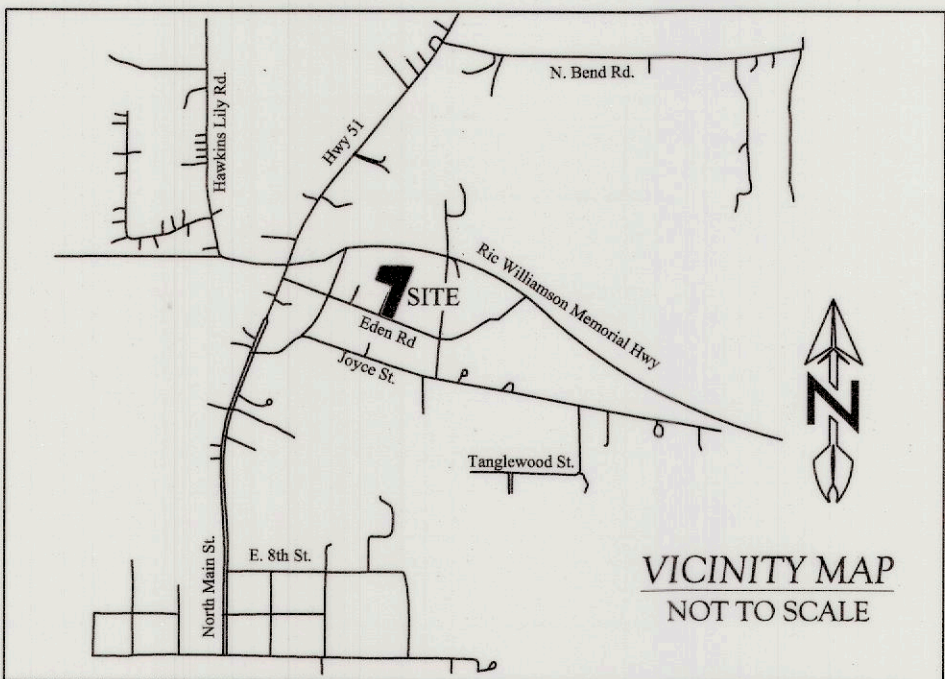 N. Bend Rd.
Hawkins Lily Rd.
Hwy 51
Ric Williamson Memorial Hwy
SITE
Eden Rd
Joyce St.
N
Tanglewood St.
North Main St.
E. 8th St.
VICINITY MAP
NOT TO SCALE